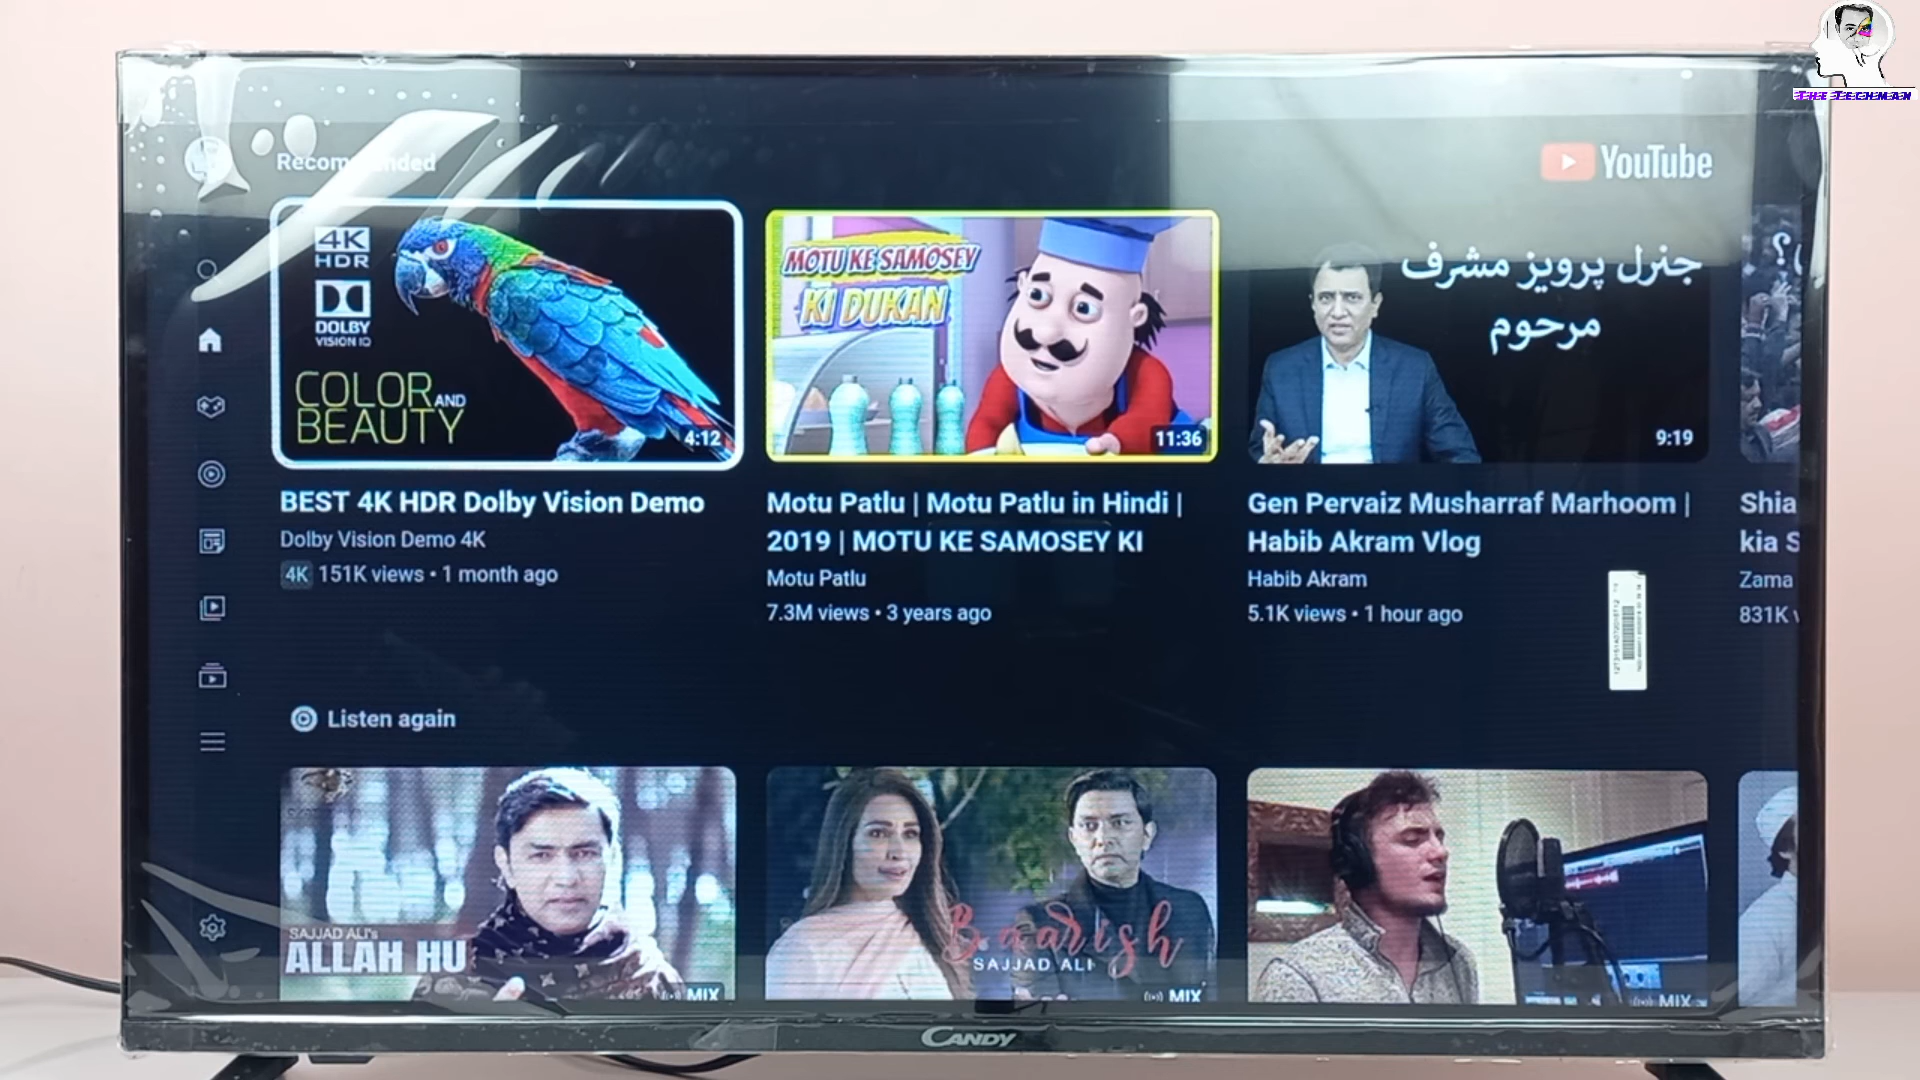 THE TECHMAN
Recommended
YouTube
4K
HDR
DOLBY
VISION IQ
COLOR AND
BEAUTY
4:12
MOTU KE SAMOSEY
KI DUKAN
11:36
جنرل پرویز مشرف
مرحوم
9:19
؟
BEST 4K HDR Dolby Vision Demo
Dolby Vision Demo 4K
4K 151K views • 1 month ago
Motu Patlu | Motu Patlu in Hindi |
2019 | MOTU KE SAMOSEY KI
Motu Patlu
7.3M views • 3 years ago
Gen Pervaiz Musharraf Marhoom |
Habib Akram Vlog
Habib Akram
5.1K views • 1 hour ago
Shia
kia S
Zama
831K
Listen again
SAJJAD ALI's
ALLAH HU
MIX
Baarish
SAJJAD ALI
MIX
MIX
CANDY